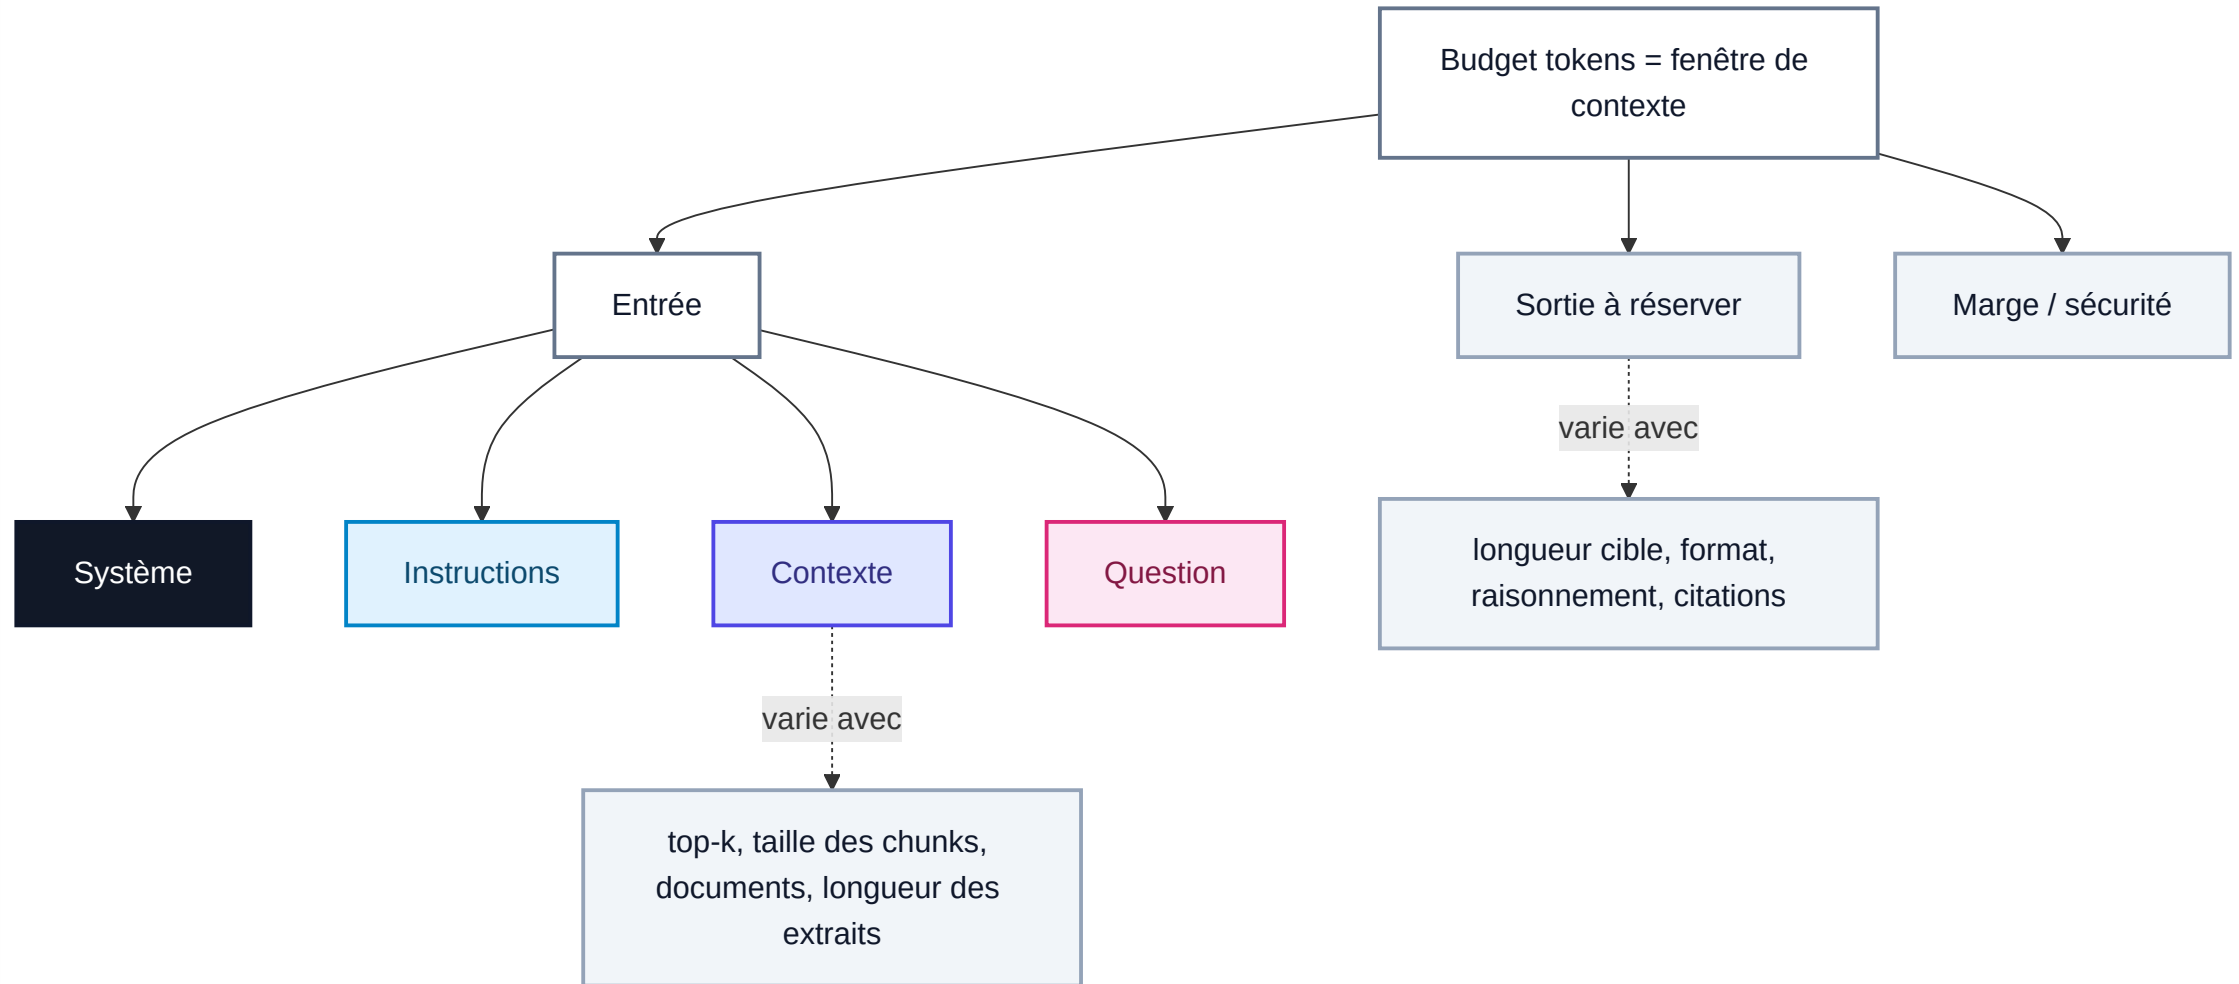 Budget tokens = fenêtre de
contexte
Entrée
Sortie à réserver
Marge / sécurité
varie avec
Système
Instructions
Contexte
Question
longueur cible, format,
raisonnement, citations
varie avec
top-k, taille des chunks,
documents, longueur des
extraits